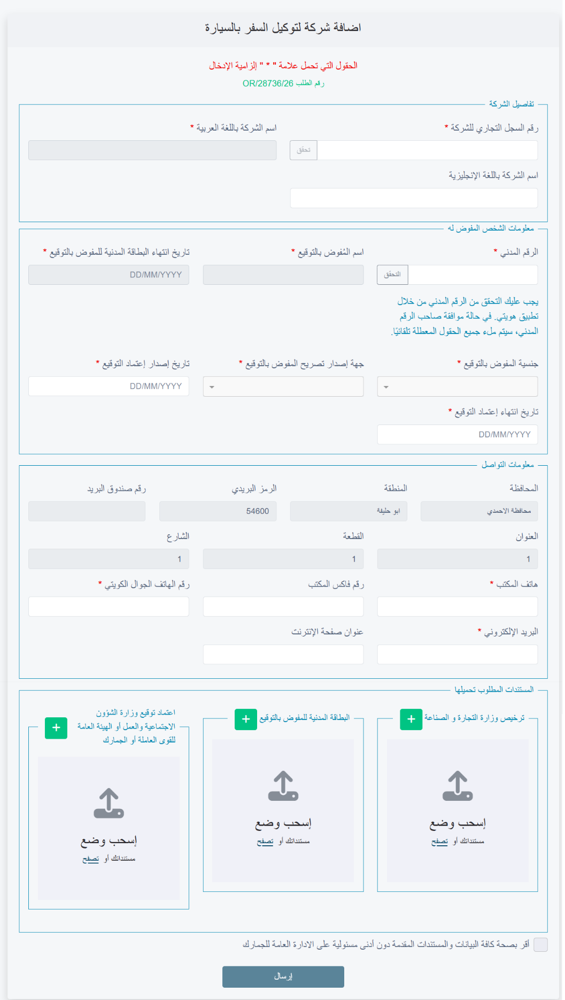 اضافة شركة لتوكيل السفر بالسيارة
الحقول التي تحمل علامة " * " إلزامية الإدخال
رقم الطلب OR/28736/26
تفاصيل الشركة
رقم السجل التجاري للشركة *
اسم الشركة باللغة العربية *
تحقق
اسم الشركة باللغة الإنجليزية
معلومات الشخص المفوض له
الرقم المدني *
اسم المُفوض بالتوقيع *
تاريخ انتهاء البطاقة المدنية للمفوض بالتوقيع *
التحقق
DD/MM/YYYY
يجب عليك التحقق من الرقم المدني من خلال
تطبيق هويتي. في حالة موافقة صاحب الرقم
المدني، سيتم ملء جميع الحقول المعطلة تلقائيًا.
جنسية المفوض بالتوقيع *
جهة إصدار تصريح المفوض بالتوقيع *
تاريخ إصدار إعتماد التوقيع *
DD/MM/YYYY
تاريخ انتهاء إعتماد التوقيع *
DD/MM/YYYY
معلومات التواصل
المحافظة
المنطقة
الرمز البريدي
رقم صندوق البريد
محافظة الاحمدي
ابو حليفة
54600
العنوان
القطعة
الشارع
1
1
1
هاتف المكتب *
رقم فاكس المكتب
رقم الهاتف الجوال الكويتي *
البريد الإلكتروني *
عنوان صفحة الإنترنت
المستندات المطلوب تحميلها
ترخيص وزارة التجارة و الصناعة
+
إسحب وضع
مستنداتك أو تصفح
البطاقة المدنية للمفوض بالتوقيع
+
إسحب وضع
مستنداتك أو تصفح
اعتماد توقيع وزارة الشؤون
الاجتماعية والعمل أو الهيئة العامة
للقوى العاملة أو الجمارك
+
إسحب وضع
مستنداتك أو تصفح
أقر بصحة كافة البيانات والمستندات المقدمة دون أدنى مسئولية على الادارة العامة للجمارك
إرسال